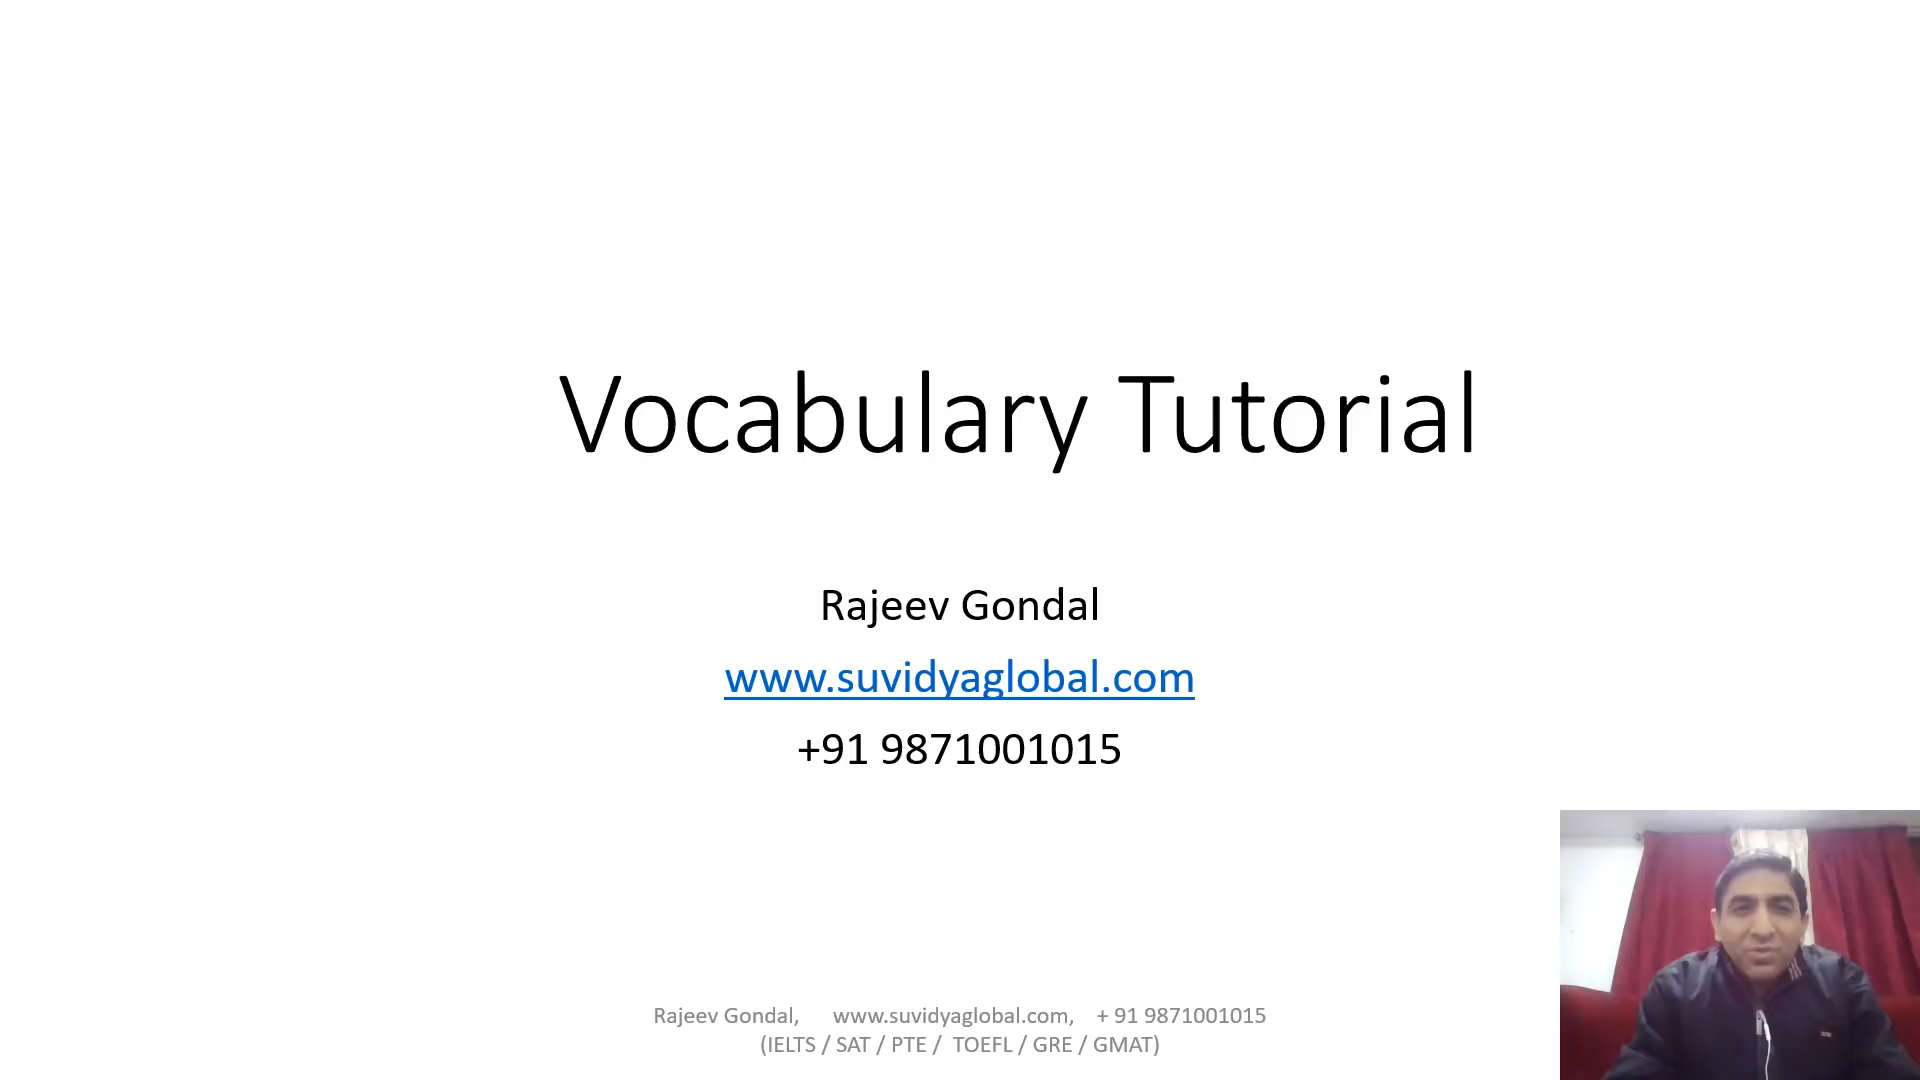 Vocabulary Tutorial
Rajeev Gondal
www.suvidyaglobal.com
+91 9871001015
Rajeev Gondal, www.suvidyaglobal.com, + 91 9871001015
(IELTS / SAT / PTE / TOEFL / GRE / GMAT)